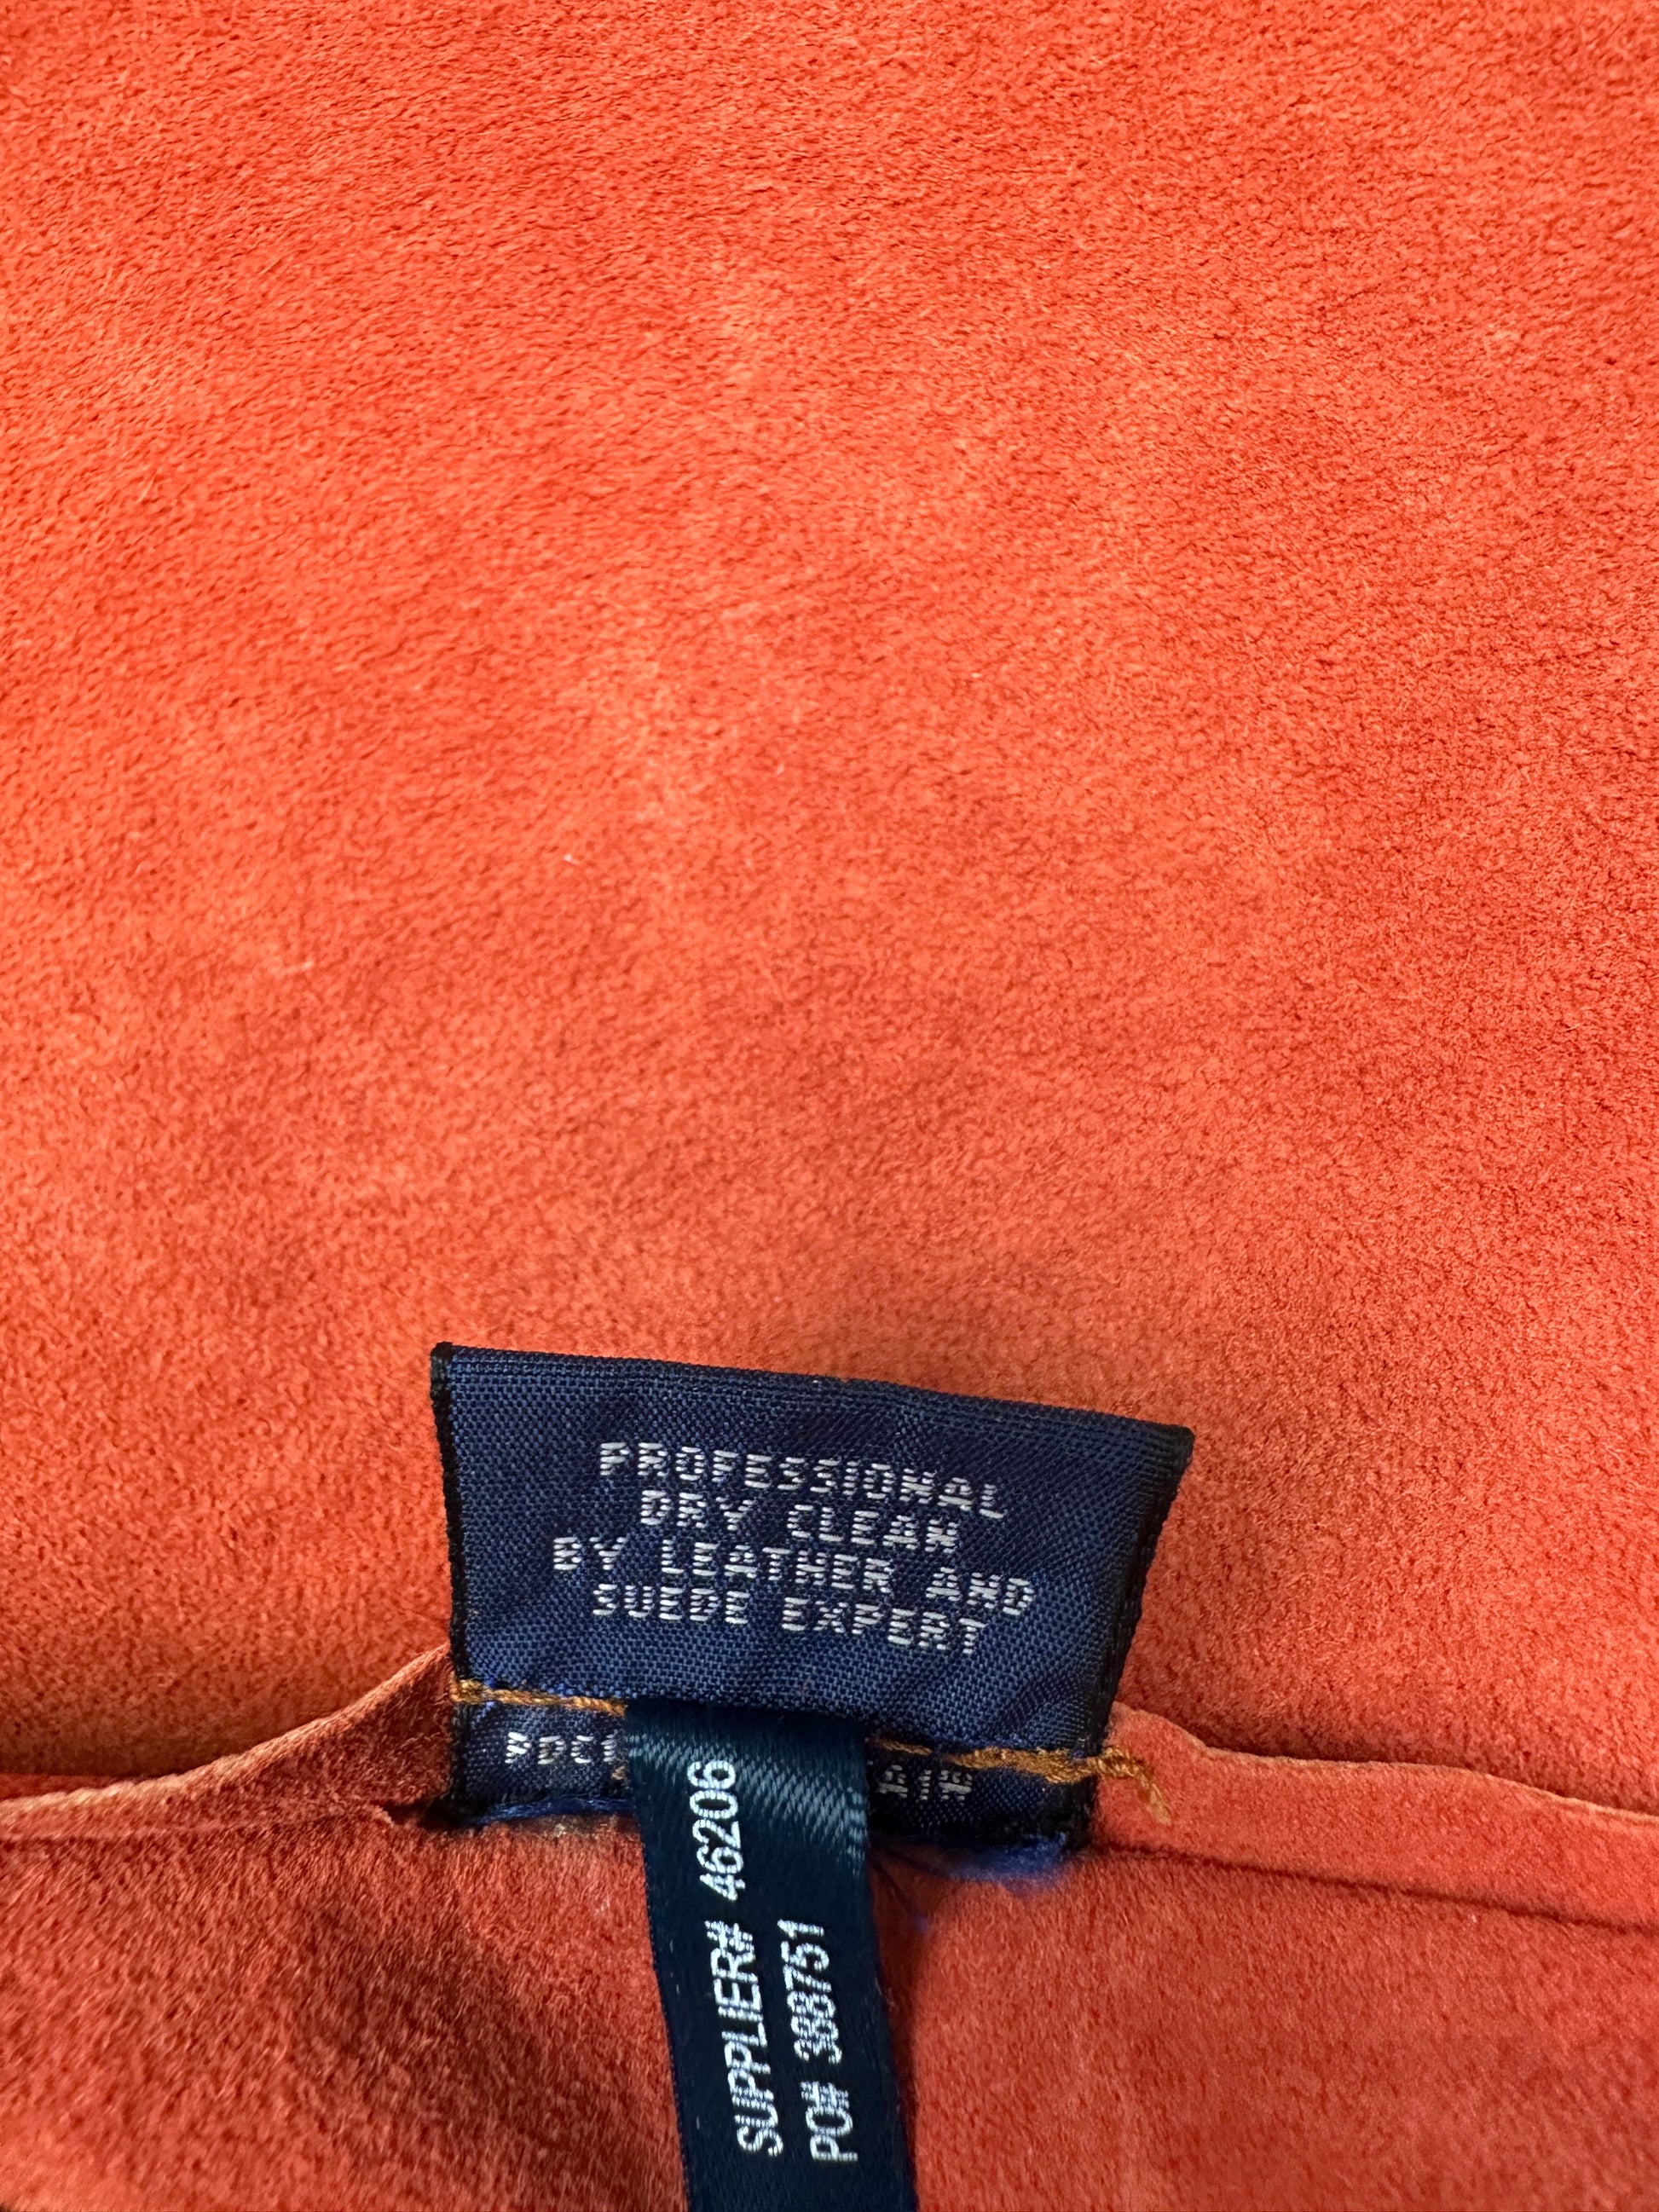 PROFESSIONAL
DRY CLEAN
BY LEATHER AND
SUEDE EXPERT
SUPPLIER# 46206
PO# 388751